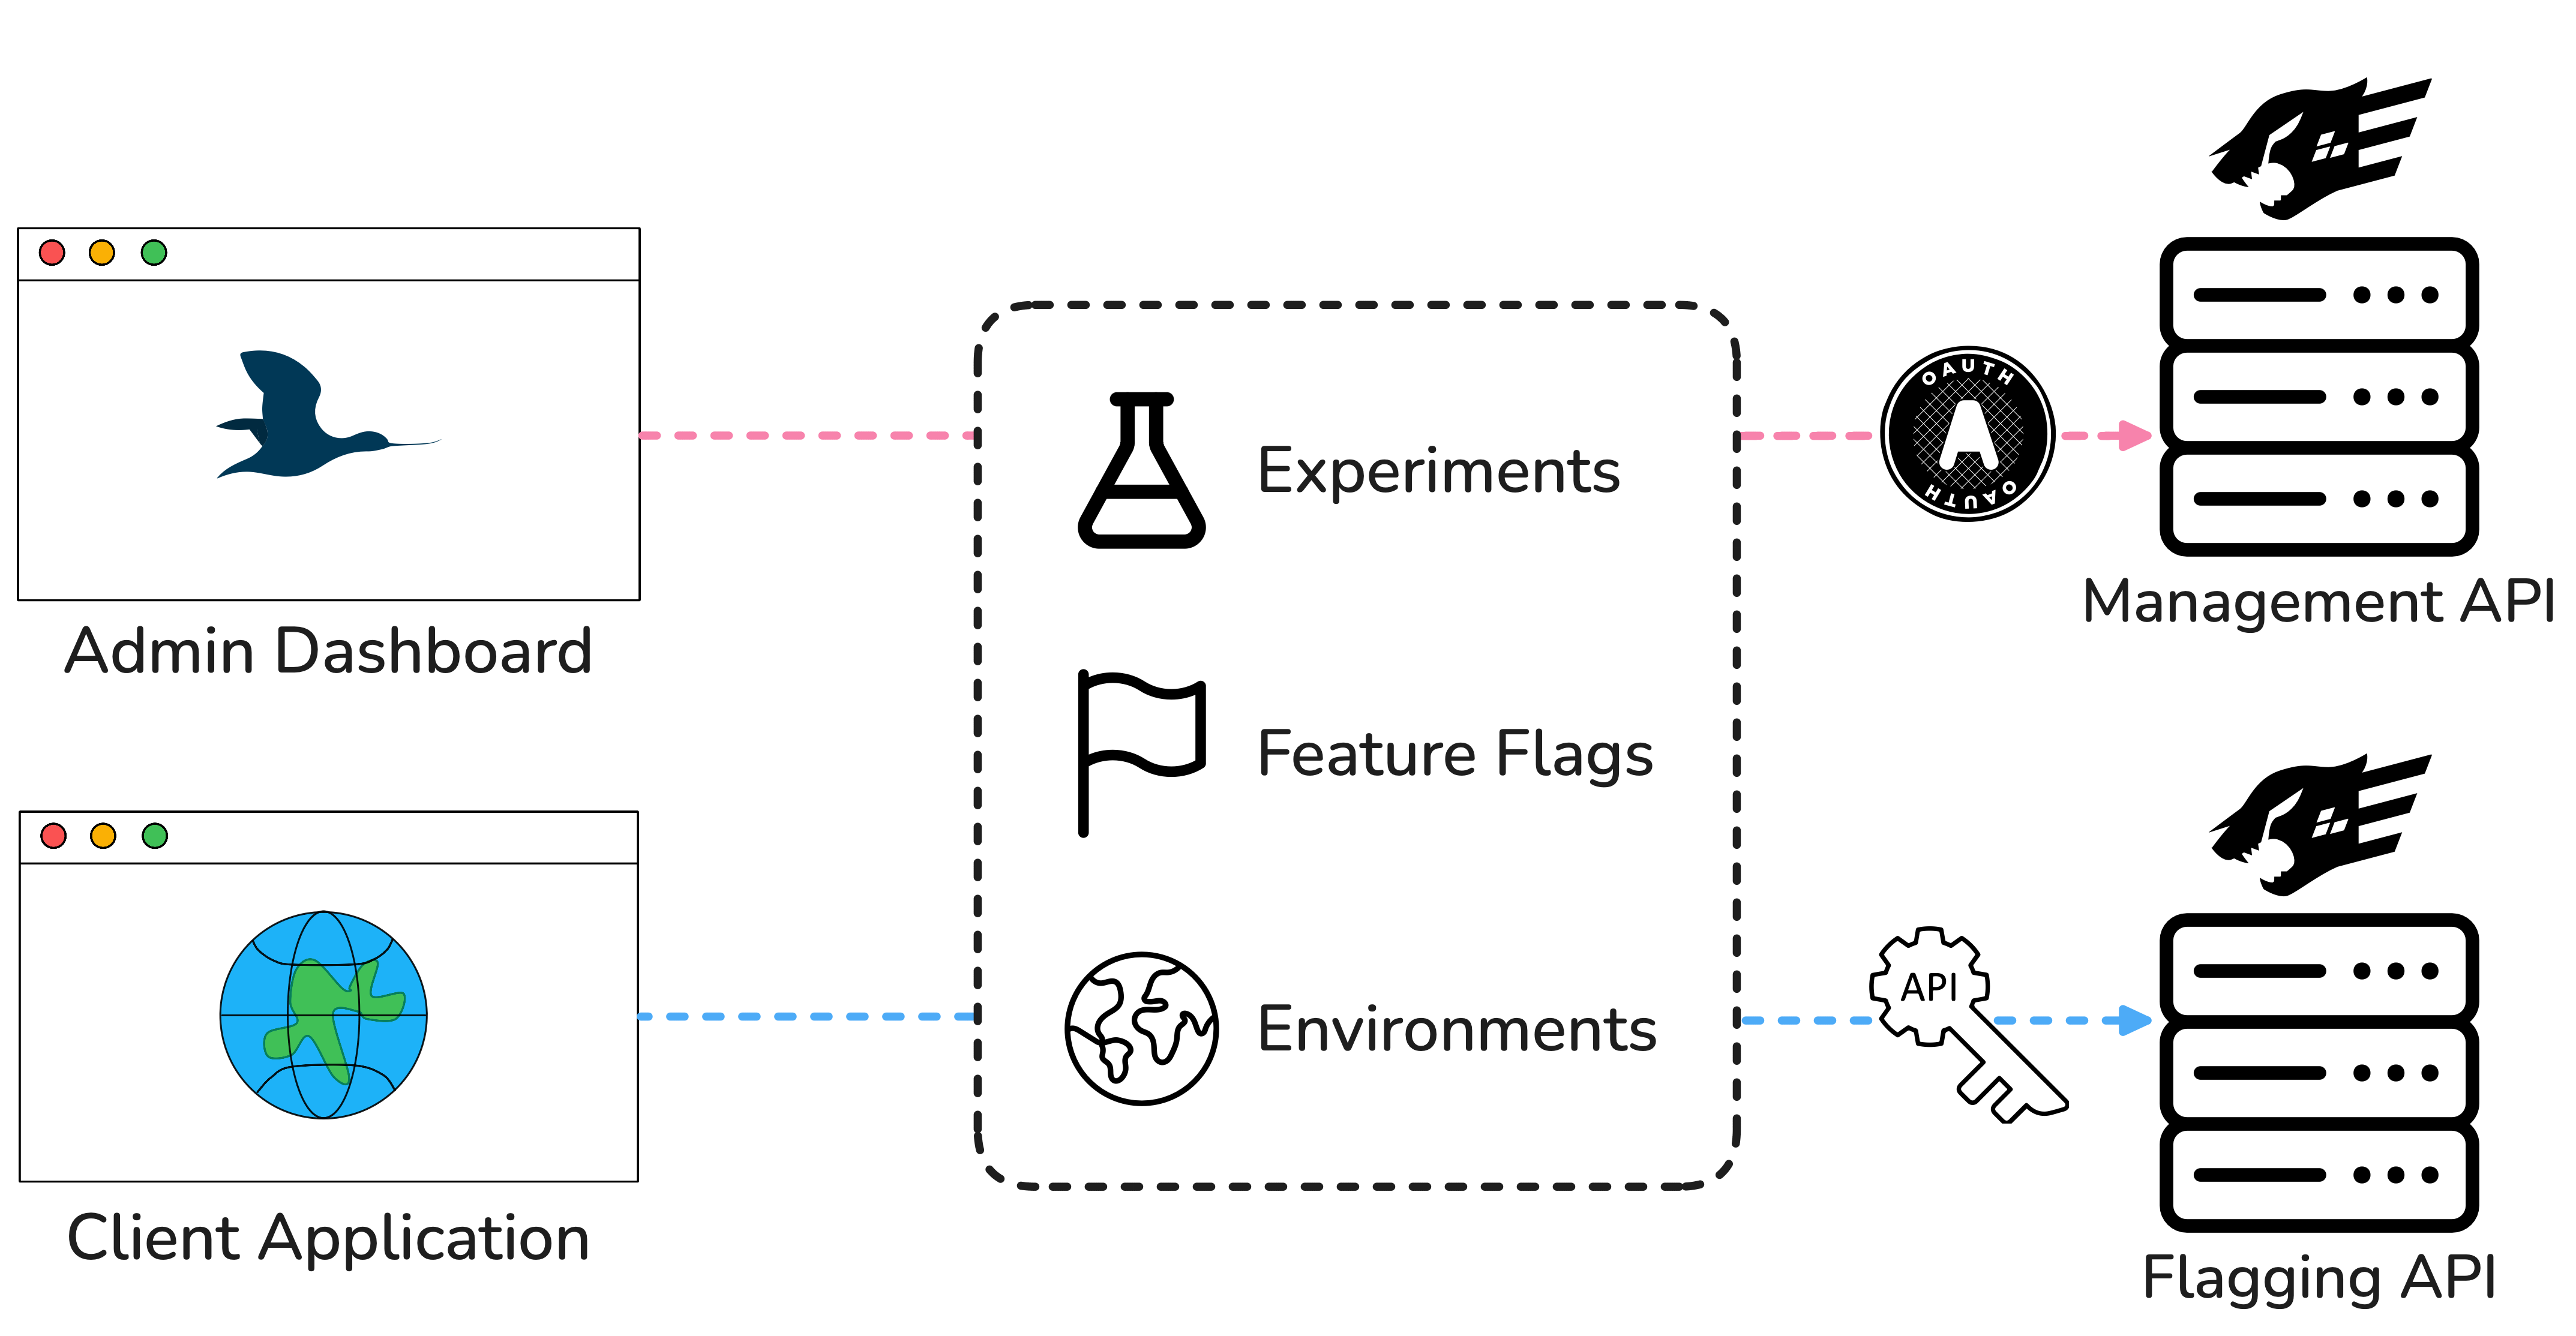 Admin Dashboard
Client Application
Experiments
Feature Flags
Environments
OAUTH
OAUTH
Management API
API
Flagging API